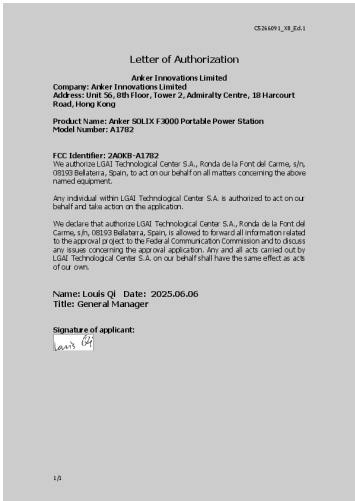 CS266091_XB_Ed.1
Letter of Authorization
Anker Innovations Limited
Company: Anker Innovations Limited
Address: Unit 56, 8th Floor, Tower 2, Admiralty Centre, 18 Harcourt
Road, Hong Kong
Product Name: Anker SOLIX F3000 Portable Power Station
Model Number: A1782
FCC Identifier: 2AOKB-A1782
We authorize LGAI Technological Center S.A., Ronda de la Font del Carme, s/n,
08193 Bellaterra, Spain, to act on our behalf on all matters concerning the above
named equipment.
Any individual within LGAI Technological Center S.A. is authorized to act on our
behalf and take action on the application.
We declare that authorize LGAI Technological Center S.A., Ronda de la Font del
Carme, s/n, 08193 Bellaterra, Spain, is allowed to forward all information related
to the approval project to the Federal Communication Commission and to discuss
any issues concerning the approval application. Any and all acts carried out by
LGAI Technological Center S.A. on our behalf shall have the same effect as acts
of our own.
Name: Louis Qi Date: 2025.06.06
Title: General Manager
Signature of applicant:
Louis Qi
1/1